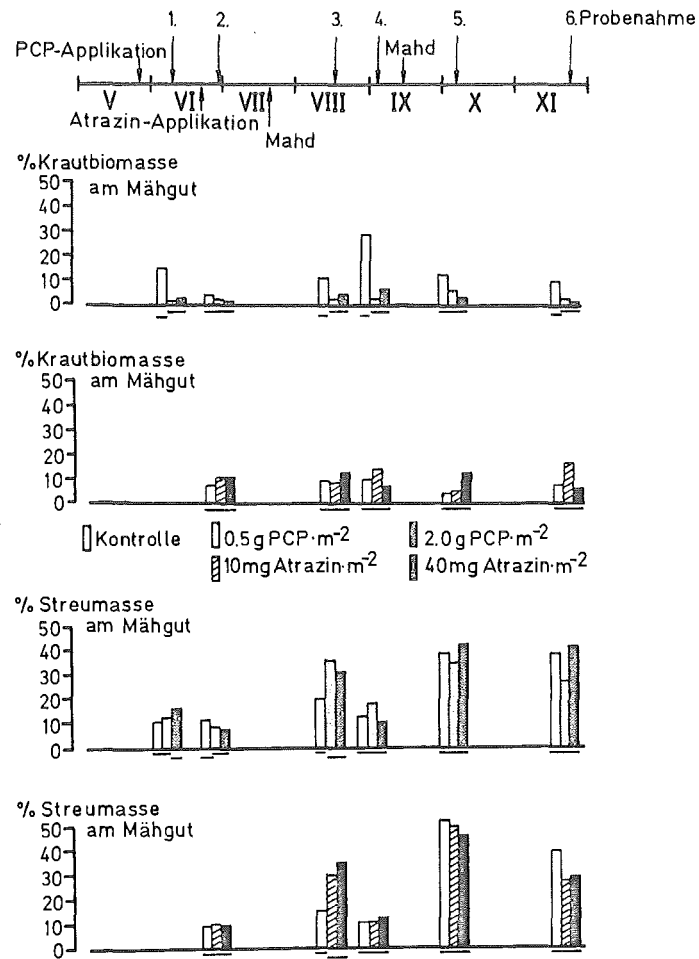 1. 2. 3. 4. 5. 6.Probenahme
PCP-Applikation
Mahd
V VI VII VIII IX X XI
Atrazin-Applikation
Mahd
% Krautbiomasse
am Mähgut
50
40
30
20
10
0
% Krautbiomasse
am Mähgut
50
40
30
20
10
0
Kontrolle 0.5g PCP·m⁻² 2.0g PCP·m⁻²
10mg Atrazin·m⁻² 40mg Atrazin·m⁻²
% Streumasse
am Mähgut
50
40
30
20
10
0
% Streumasse
am Mähgut
50
40
30
20
10
0